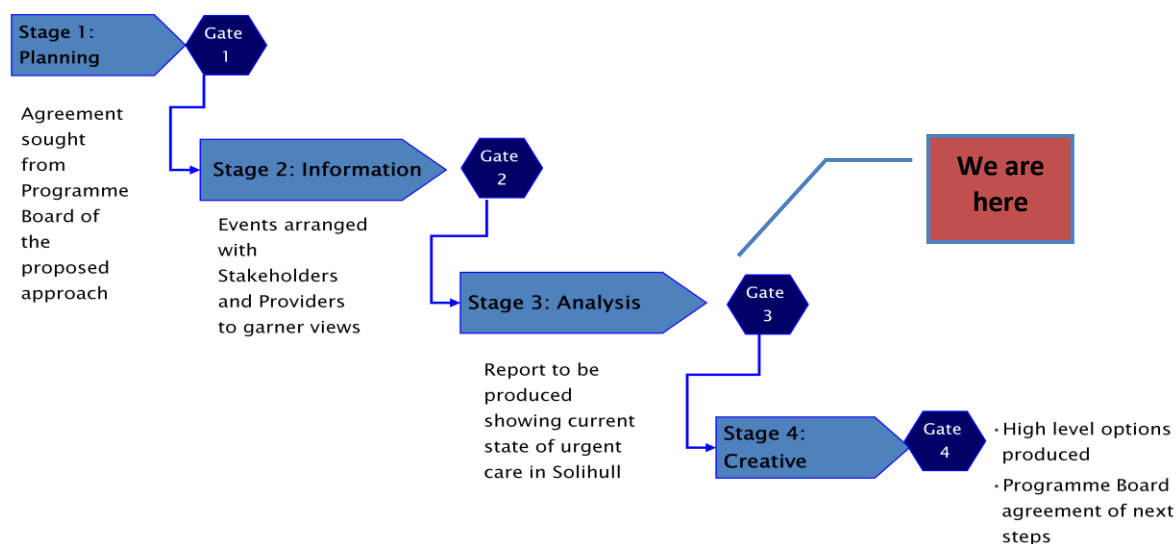 Stage 1:
Planning
Gate
1
Agreement
sought
from
Programme
Board of
the
proposed
approach
Stage 2: Information
Gate
2
Events arranged
with
Stakeholders
and Providers
to garner views
We are
here
Stage 3: Analysis
Gate
3
Report to be
produced
showing current
state of urgent
care in Solihull
Stage 4:
Creative
Gate
4
· High level options
produced
· Programme Board
agreement of next
steps